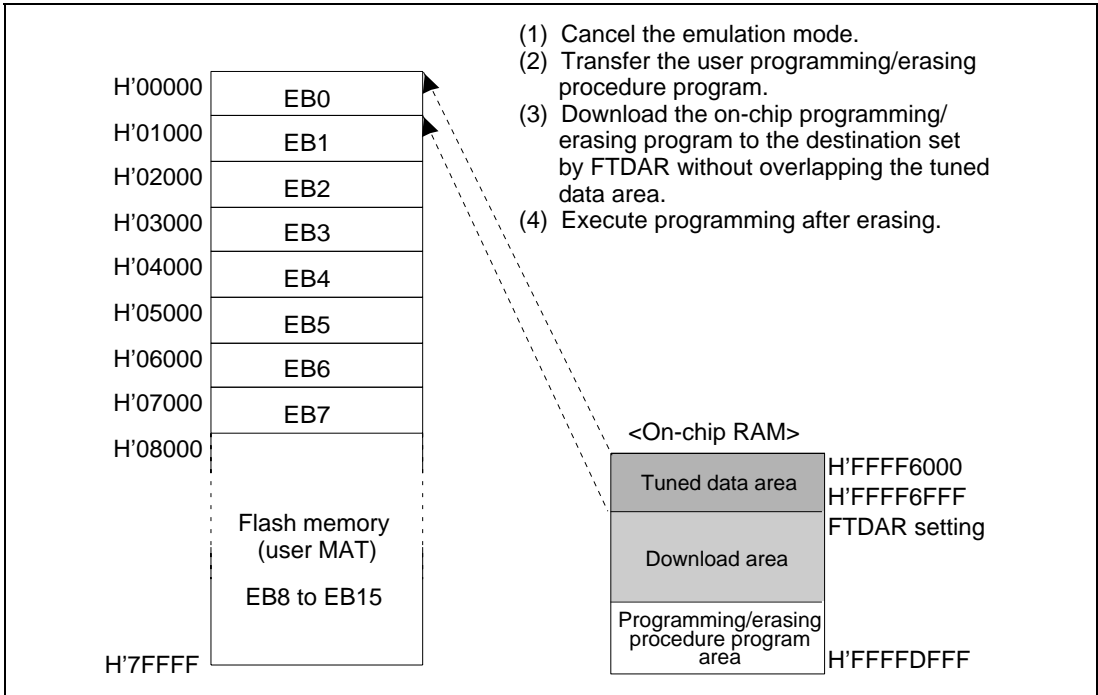 (1) Cancel the emulation mode.
(2) Transfer the user programming/erasing
procedure program.
(3) Download the on-chip programming/
erasing program to the destination set
by FTDAR without overlapping the tuned
data area.
(4) Execute programming after erasing.
H'00000
EB0
H'01000
EB1
H'02000
EB2
H'03000
EB3
H'04000
EB4
H'05000
EB5
H'06000
EB6
H'07000
EB7
H'08000
Flash memory
(user MAT)
EB8 to EB15
H'7FFFF
<On-chip RAM>
Tuned data area
H'FFFF6000
H'FFFF6FFF
FTDAR setting
Download area
Programming/erasing
procedure program
area
H'FFFFDFFF